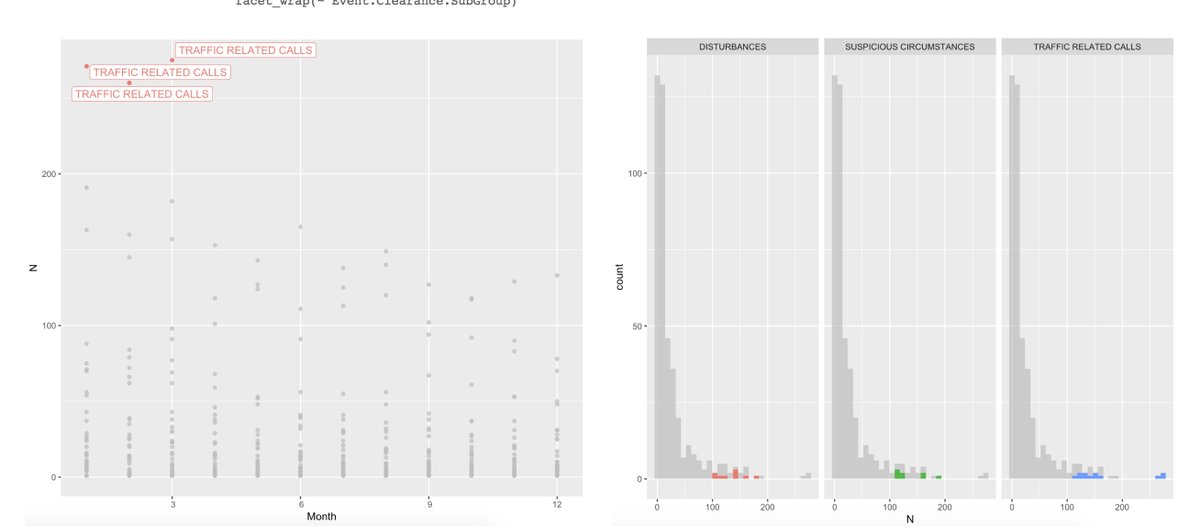 facet_wrap(~ Event.Clearance.SubGroup)
TRAFFIC RELATED CALLS
TRAFFIC RELATED CALLS
TRAFFIC RELATED CALLS
200
100
0
N
3
6
9
12
Month
DISTURBANCES
SUSPICIOUS CIRCUMSTANCES
TRAFFIC RELATED CALLS
100
50
0
count
0
100
200
0
100
200
0
100
200
N